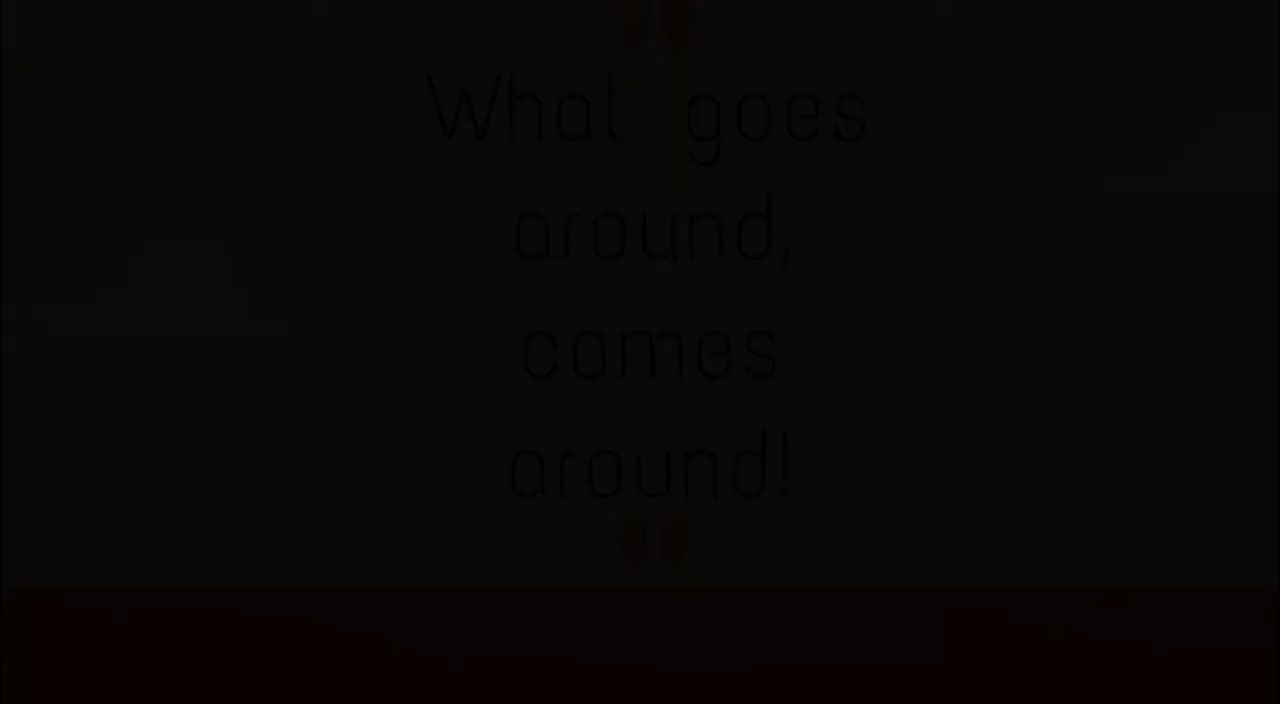 "
What goes
around,
comes
around!
"